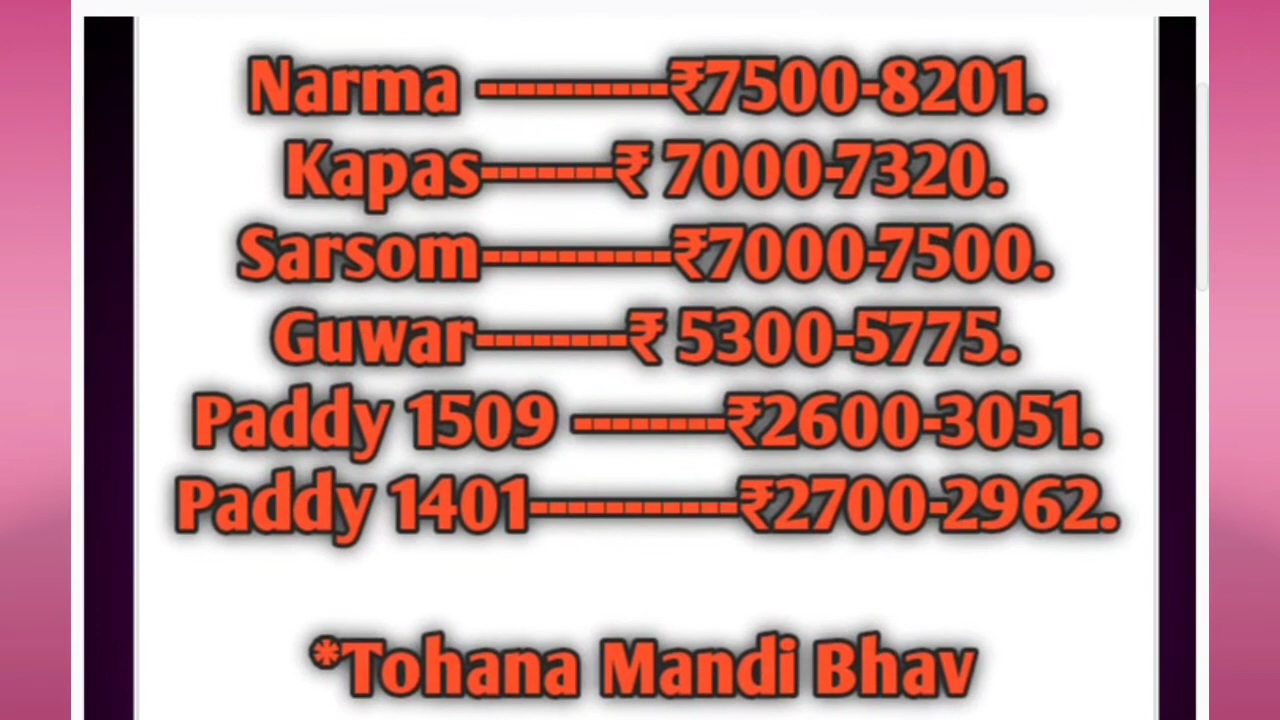 Narma ----------₹7500-8201.
Kapas-------₹ 7000-7320.
Sarsom----------₹7000-7500.
Guwar--------₹ 5300-5775.
Paddy 1509 --------₹2600-3051.
Paddy 1401-----------₹2700-2962.
*Tohana Mandi Bhav